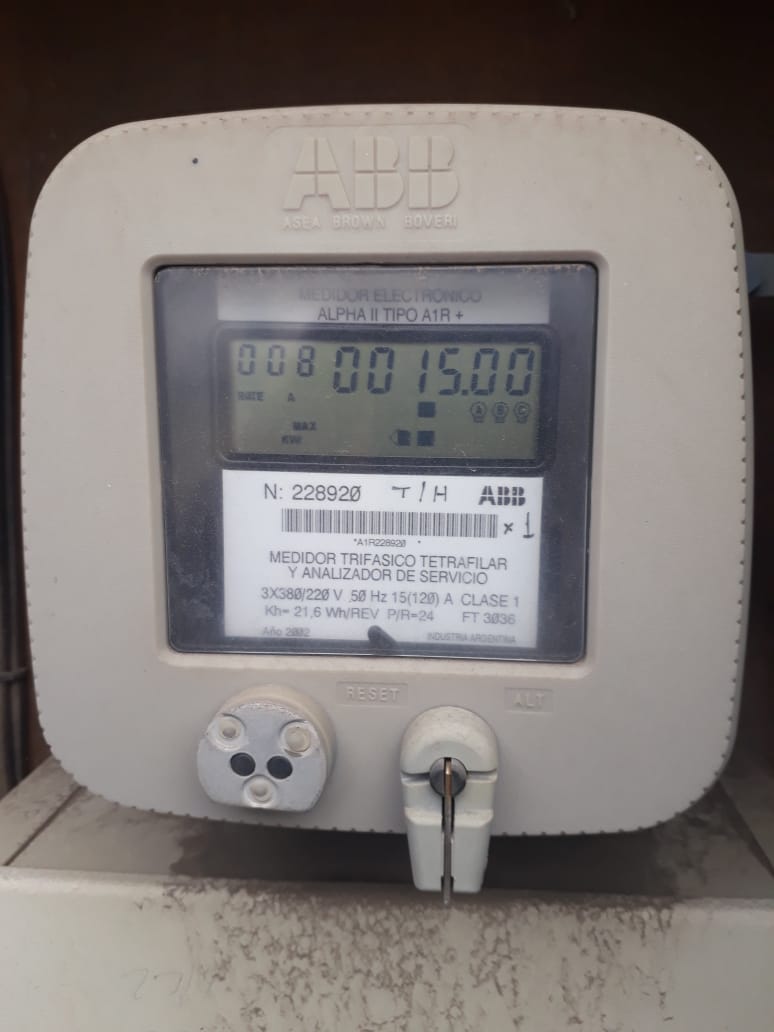 ABB
ASEA BROWN BOVERI
MEDIDOR ELECTRONICO
ALPHA II TIPO A1R +
008 0015.00
RATE A
A B C
MAX
KW
N: 228920 T/H ABB
x 1
*A1R228920 *
MEDIDOR TRIFASICO TETRAFILAR
Y ANALIZADOR DE SERVICIO
3X380/220 V 50 Hz 15(120) A CLASE 1
Kh= 21,6 Wh/REV P/R=24 FT 3036
Año 2002 INDUSTRIA ARGENTINA
RESET ALT